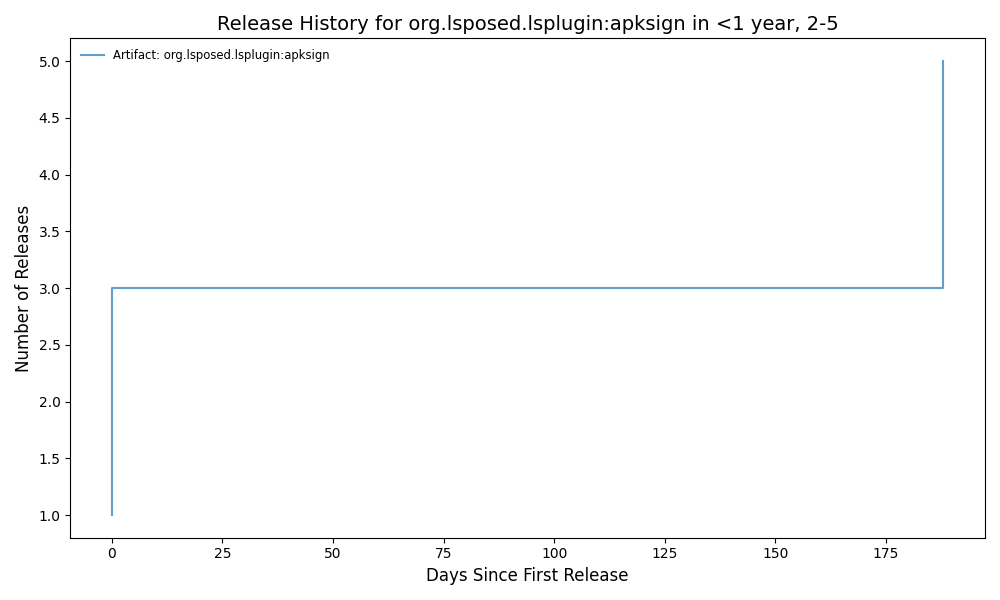 Release History for org.lsposed.lsplugin:apksign in <1 year, 2-5
Artifact: org.lsposed.lsplugin:apksign
Number of Releases
5.0
4.5
4.0
3.5
3.0
2.5
2.0
1.5
1.0
0 25 50 75 100 125 150 175
Days Since First Release